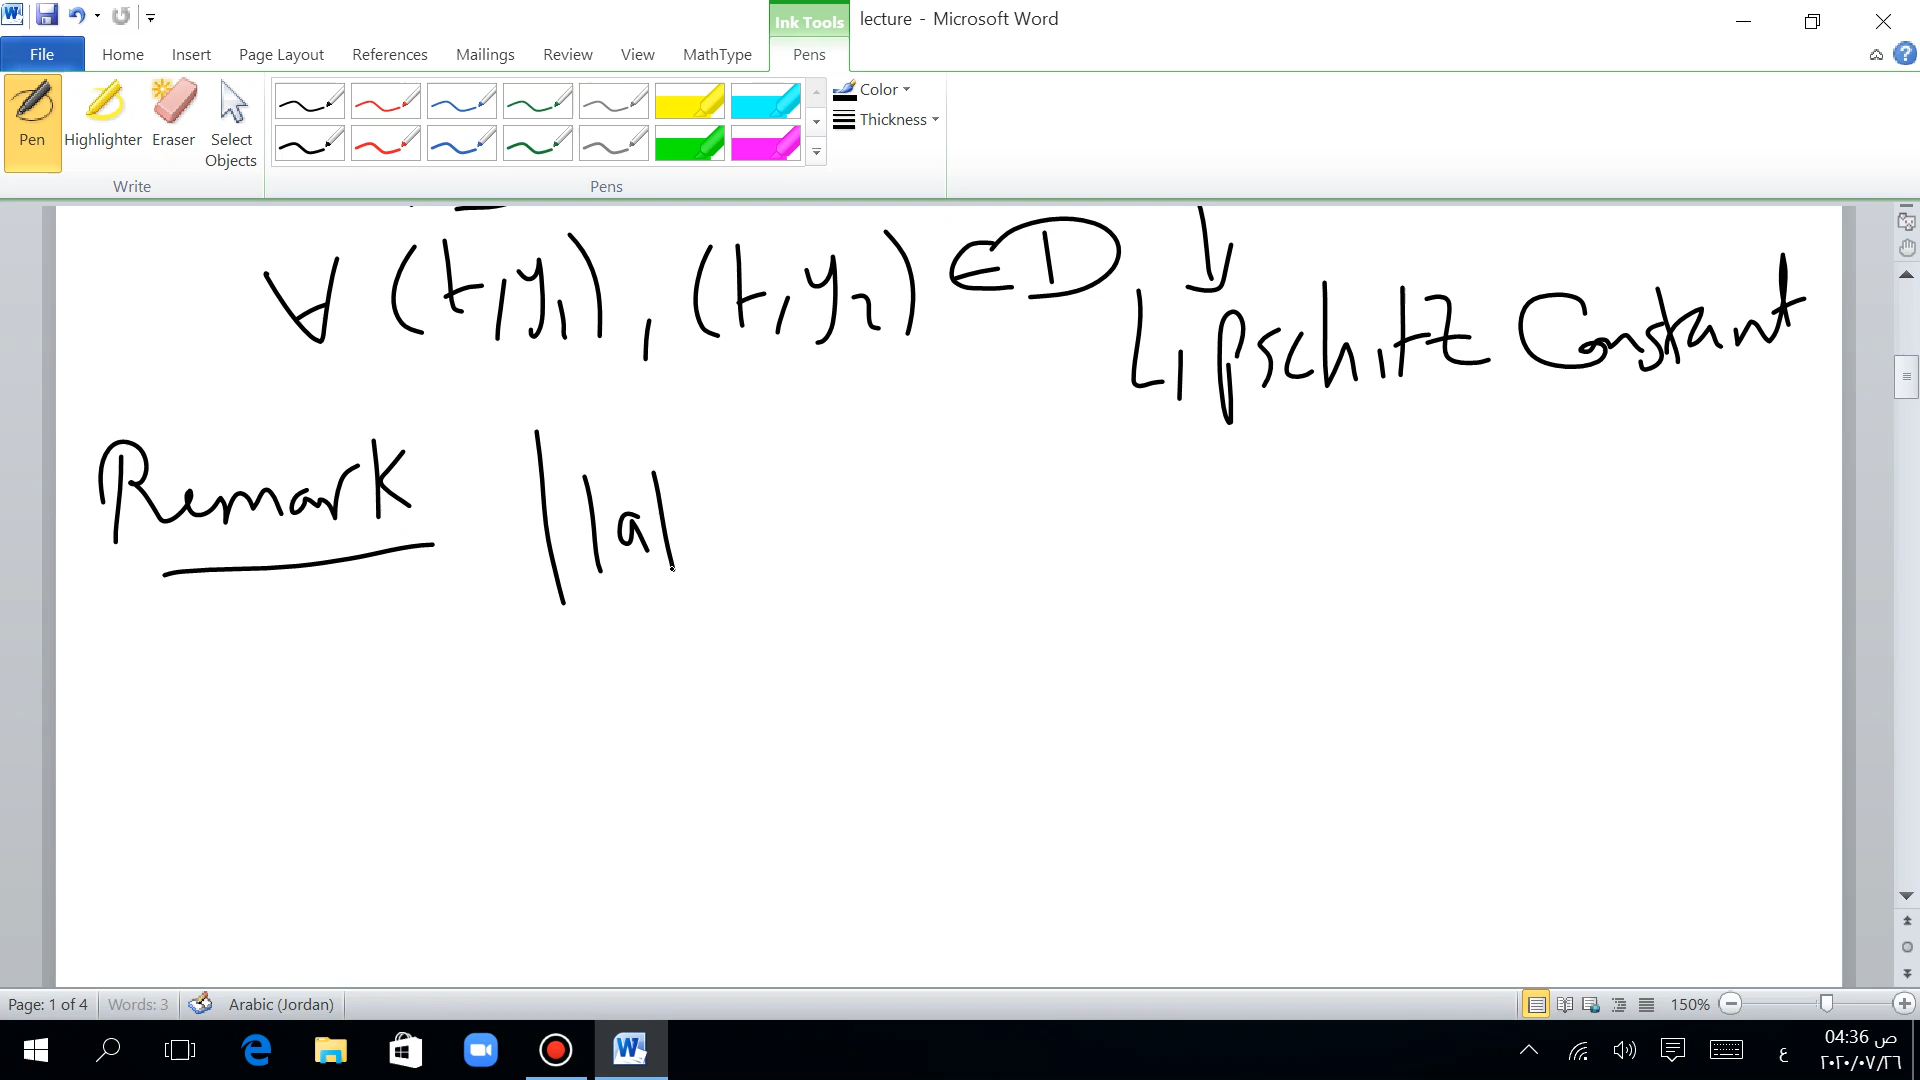 lecture - Microsoft Word
Ink Tools
File Home Insert Page Layout References Mailings Review View MathType Pens
Pen Highlighter Eraser Select Objects
Color
Thickness
Write Pens
∀ (t, y₁), (t, y₂) ∈ D
Lipschitz Constant
Remark | |a|
Page: 1 of 4 Words: 3 Arabic (Jordan) 150%
ع
04:36 ص
٢٠٢٠/٠٧/٢٦